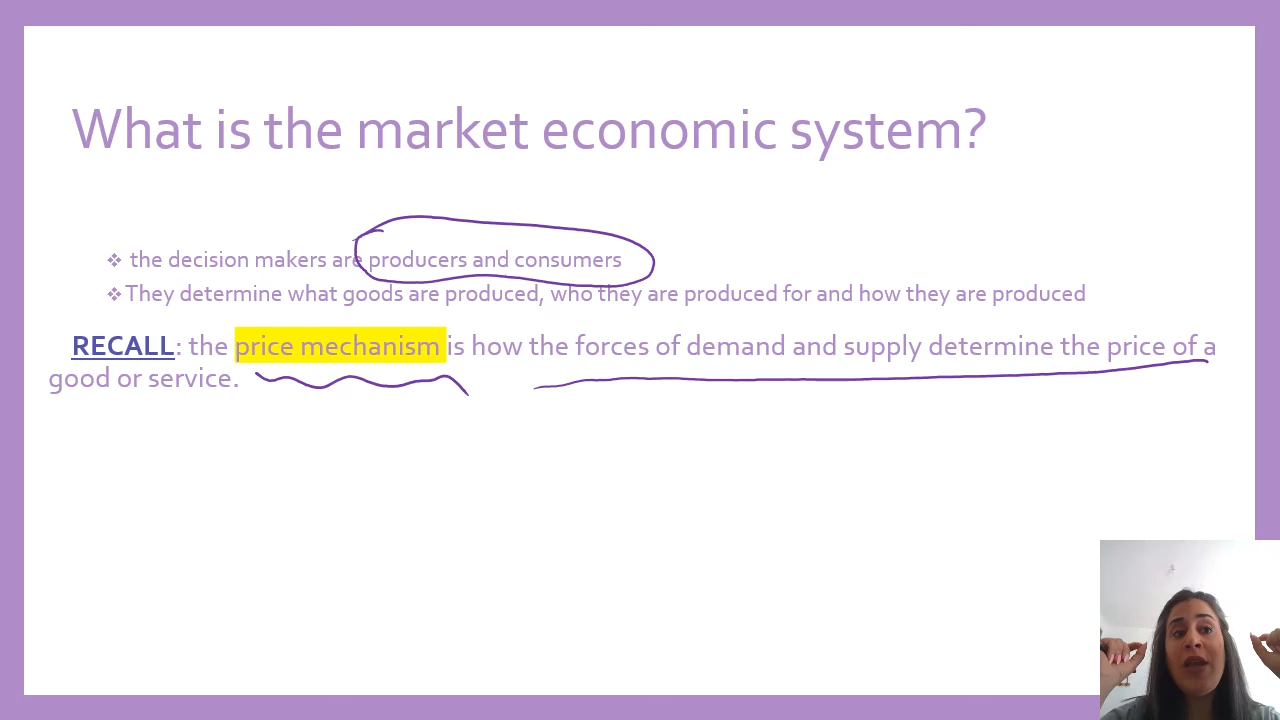 What is the market economic system?
❖ the decision makers are producers and consumers
❖ They determine what goods are produced, who they are produced for and how they are produced
RECALL: the price mechanism is how the forces of demand and supply determine the price of a
good or service.